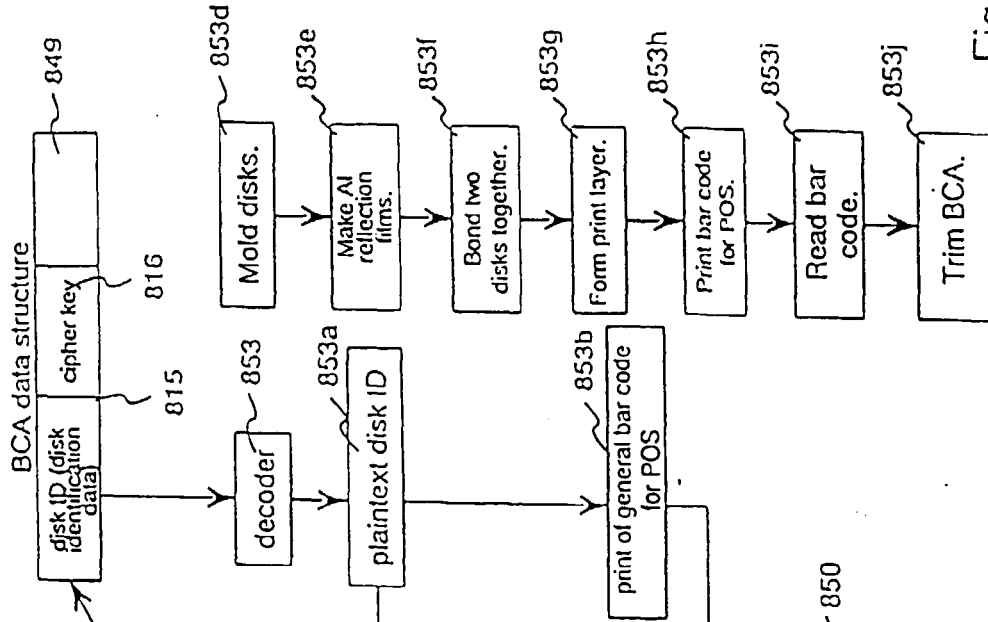 BCA data structure
disk ID (disk
identification
data)
cipher key
849
815
816
decoder
853
plaintext disk ID
853a
print of general bar code
for POS
853b
850
Mold disks.
853d
Make Al
reflection
films.
853e
Bond two
disks together.
853f
Form print layer.
853g
Print bar code
for POS.
853h
Read bar
code.
853i
Trim BCA.
853j
Fig